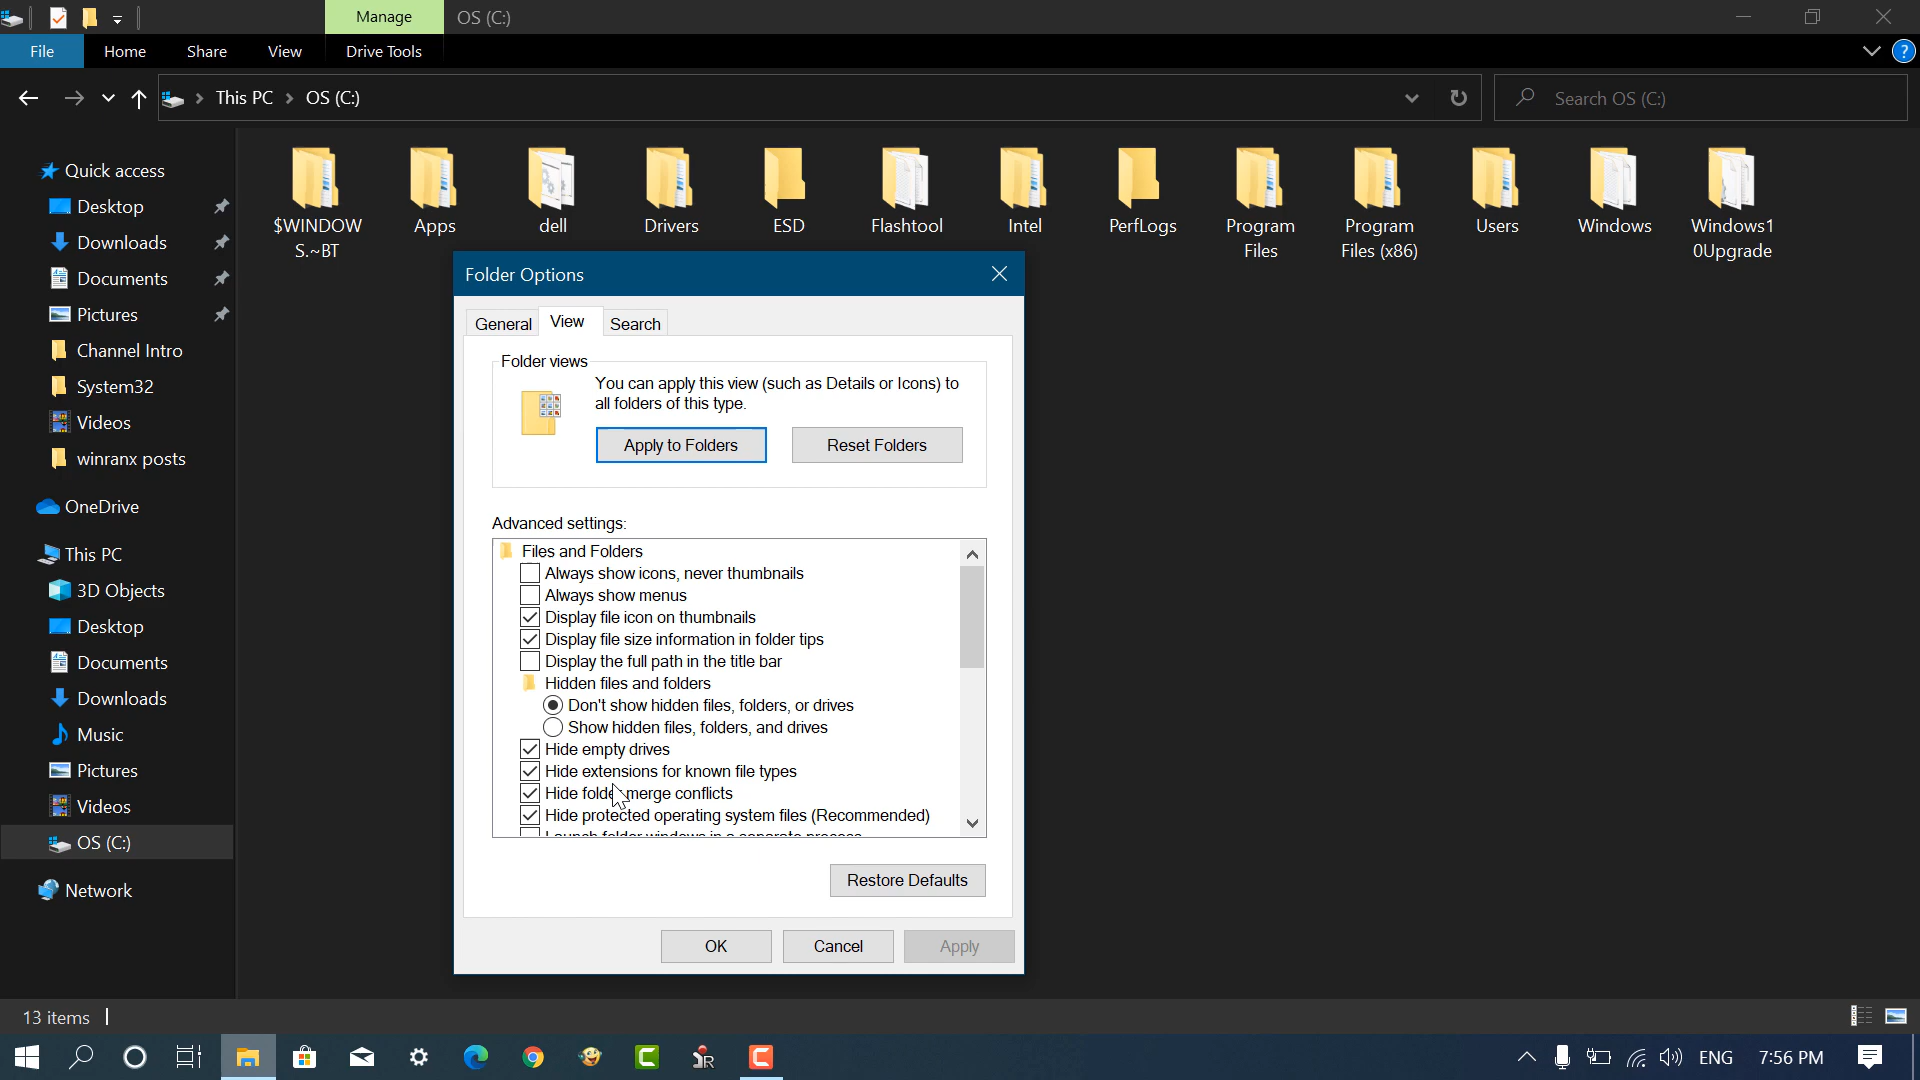 Manage
OS (C:)
File
Home
Share
View
Drive Tools
This PC
OS (C:)
Search OS (C:)
Quick access
Desktop
Downloads
Documents
Pictures
Channel Intro
System32
Videos
winranx posts
OneDrive
This PC
3D Objects
Desktop
Documents
Downloads
Music
Pictures
Videos
OS (C:)
Network
$WINDOW
S.~BT
Apps
dell
Drivers
ESD
Flashtool
Intel
PerfLogs
Program
Files
Program
Files (x86)
Users
Windows
Windows1
0Upgrade
Folder Options
General
View
Search
Folder views
You can apply this view (such as Details or Icons) to
all folders of this type.
Apply to Folders
Reset Folders
Advanced settings:
Files and Folders
Always show icons, never thumbnails
Always show menus
Display file icon on thumbnails
Display file size information in folder tips
Display the full path in the title bar
Hidden files and folders
Don't show hidden files, folders, or drives
Show hidden files, folders, and drives
Hide empty drives
Hide extensions for known file types
Hide folder merge conflicts
Hide protected operating system files (Recommended)
Launch folder windows in a separate process
Restore Defaults
OK
Cancel
Apply
13 items
ENG
7:56 PM